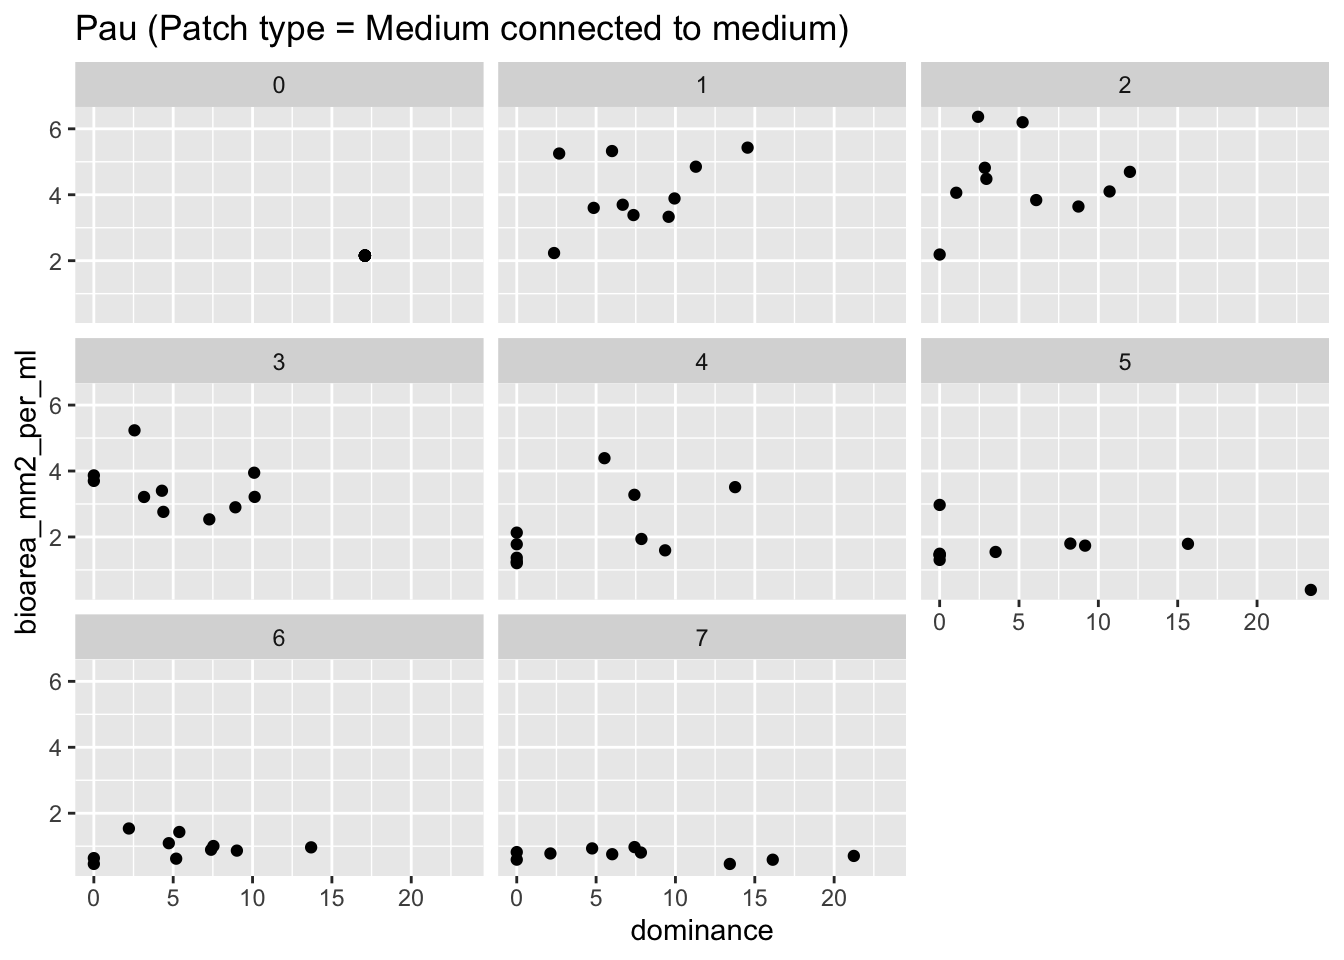 Pau (Patch type = Medium connected to medium)
0 1 2
6
4
2
3 4 5
6
4
2
0 5 10 15 20
6 7
6
4
2
0 5 10 15 20 0 5 10 15 20
dominance
bioarea_mm2_per_ml